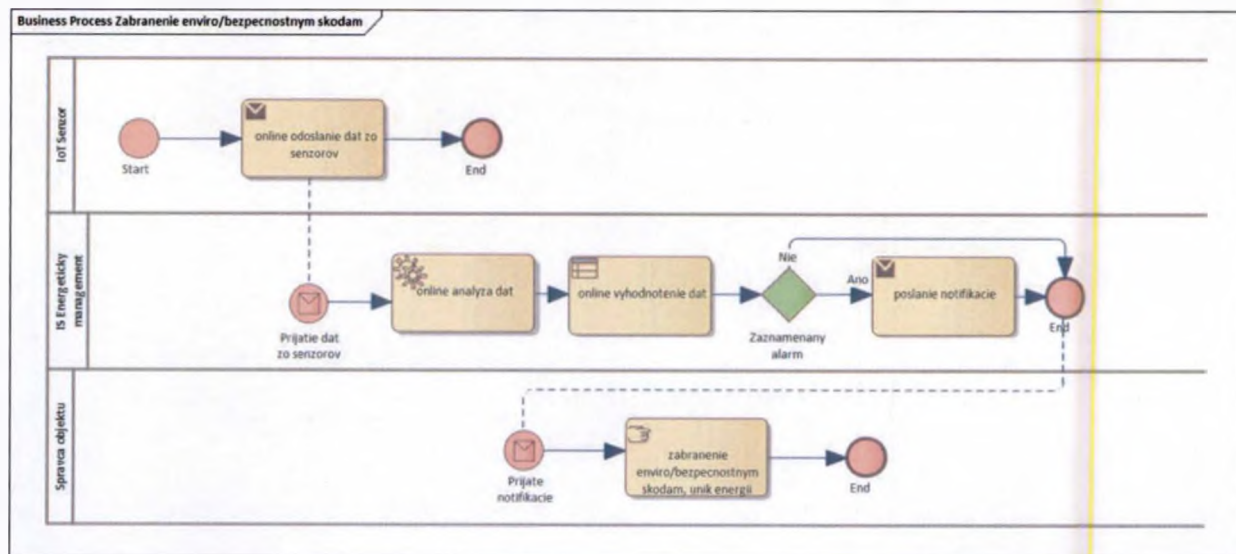 Business Process Zabranenie enviro/bezpecnostnym skodam
IoT Senzor
Start
online odoslanie dat zo
senzorov
End
IS Energeticky
management
Prijatie dat
zo senzorov
online analyza dat
online vyhodnotenie dat
Nie
Zaznamenany
alarm
Ano
poslanie notifikacie
End
Spravca objektu
Prijate
notifikacie
zabranenie
enviro/bezpecnostnym
skodam, unik energii
End